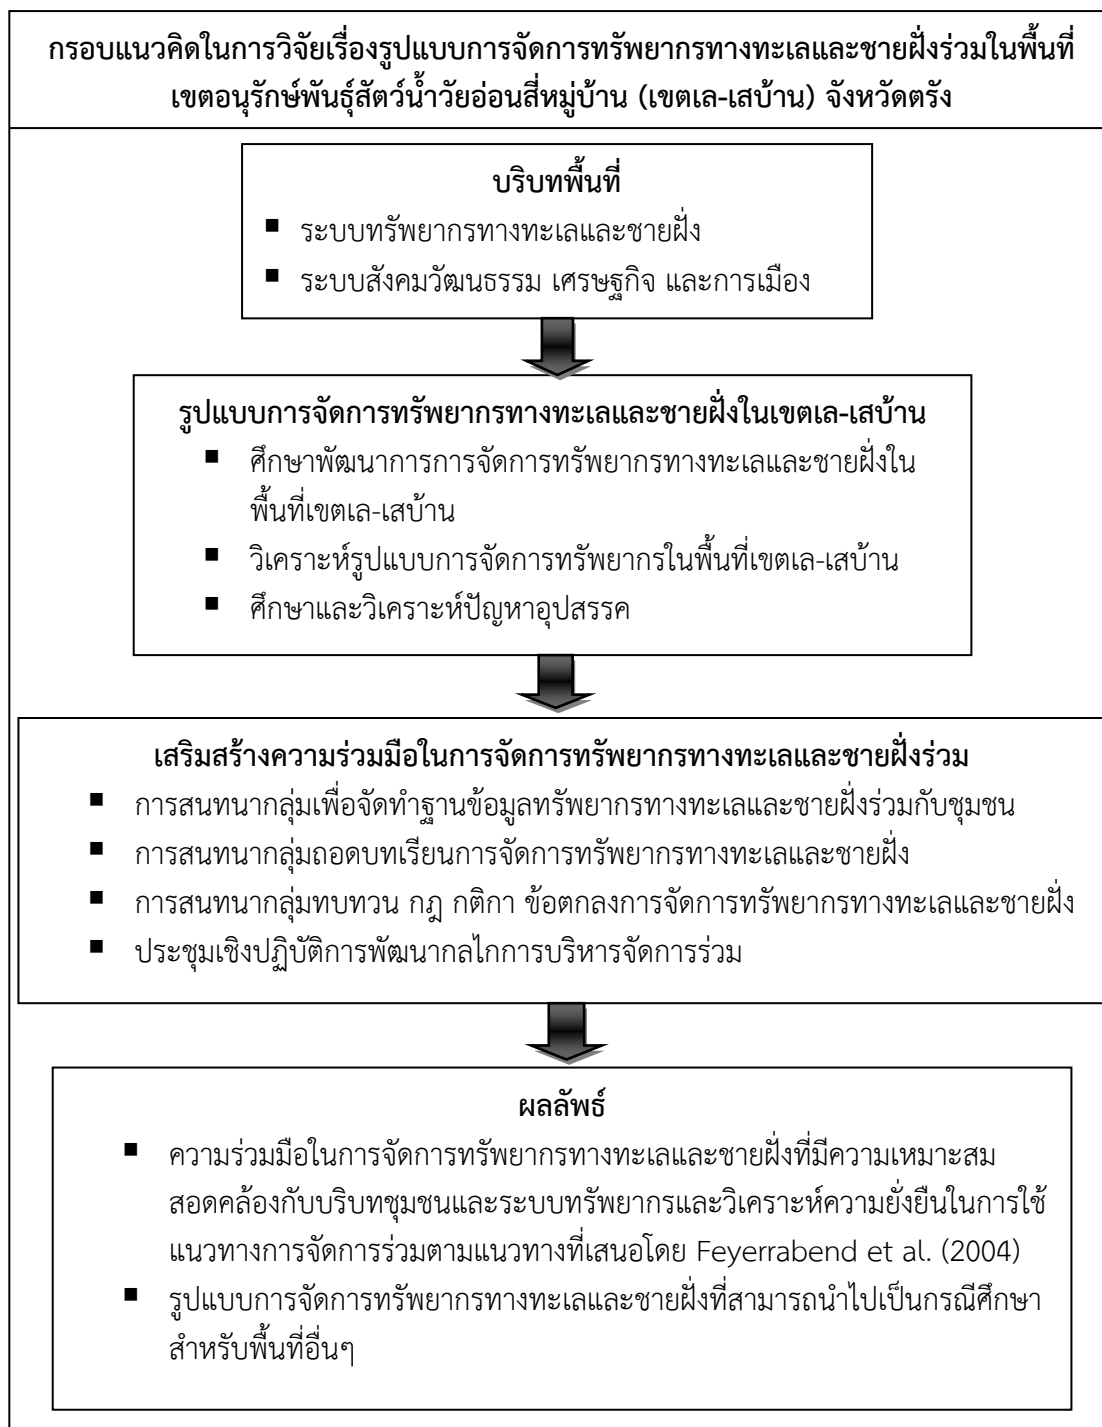 กรอบแนวคิดในการวิจัยเรื่องรูปแบบการจัดการทรัพยากรทางทะเลและชายฝั่งร่วมในพื้นที่
เขตอนุรักษ์พันธุ์สัตว์น้ำวัยอ่อนสี่หมู่บ้าน (เขตเล-เสบ้าน) จังหวัดตรัง
บริบทพื้นที่
■ ระบบทรัพยากรทางทะเลและชายฝั่ง
■ ระบบสังคมวัฒนธรรม เศรษฐกิจ และการเมือง
รูปแบบการจัดการทรัพยากรทางทะเลและชายฝั่งในเขตเล-เสบ้าน
■ ศึกษาพัฒนาการการจัดการทรัพยากรทางทะเลและชายฝั่งใน
พื้นที่เขตเล-เสบ้าน
■ วิเคราะห์รูปแบบการจัดการทรัพยากรในพื้นที่เขตเล-เสบ้าน
■ ศึกษาและวิเคราะห์ปัญหาอุปสรรค
เสริมสร้างความร่วมมือในการจัดการทรัพยากรทางทะเลและชายฝั่งร่วม
■ การสนทนากลุ่มเพื่อจัดทำฐานข้อมูลทรัพยากรทางทะเลและชายฝั่งร่วมกับชุมชน
■ การสนทนากลุ่มถอดบทเรียนการจัดการทรัพยากรทางทะเลและชายฝั่ง
■ การสนทนากลุ่มทบทวน กฎ กติกา ข้อตกลงการจัดการทรัพยากรทางทะเลและชายฝั่ง
■ ประชุมเชิงปฏิบัติการพัฒนากลไกการบริหารจัดการร่วม
ผลลัพธ์
■ ความร่วมมือในการจัดการทรัพยากรทางทะเลและชายฝั่งที่มีความเหมาะสม
สอดคล้องกับบริบทชุมชนและระบบทรัพยากรและวิเคราะห์ความยั่งยืนในการใช้
แนวทางการจัดการร่วมตามแนวทางที่เสนอโดย Feyerrabend et al. (2004)
■ รูปแบบการจัดการทรัพยากรทางทะเลและชายฝั่งที่สามารถนำไปเป็นกรณีศึกษา
สำหรับพื้นที่อื่นๆ